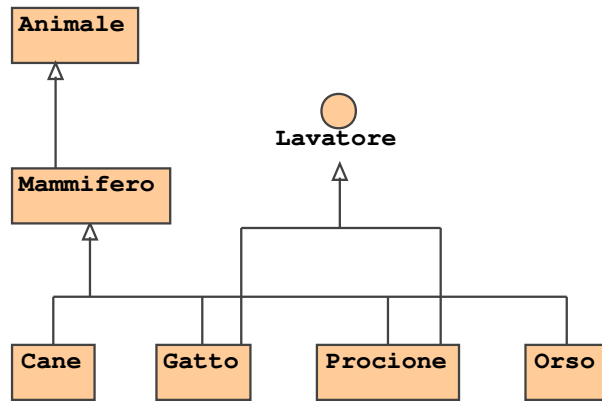 Animale
Lavatore
Mammifero
Cane
Gatto
Procione
Orso